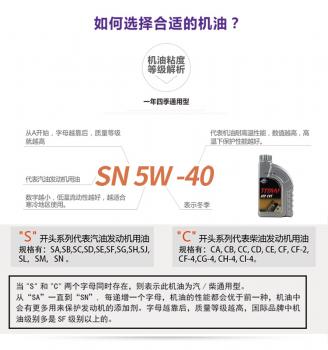 如何选择合适的机油？
机油粘度
等级解析
一年四季通用型
从A开始，字母越靠后，质量等级
就越高
代表机油耐高温性能，数值越高，高
温下保护性能越好。
代表汽油发动机用油
SN 5W -40
数字越小，低温流动性越好，越适合
寒冷地区使用。
表示冬季
TITAN
ATF CVT
"S" 开头系列代表汽油发动机用油
规格有：SA,SB,SC,SD,SE,SF,SG,SH,SJ,
SL，SM，SN 。
"C" 开头系列代表柴油发动机用油
规格有：CA, CB, CC, CD, CE, CF, CF-2,
CF-4,CG-4, CH-4, CI-4。
当 "S" 和 "C" 两个字母同时存在，则表示此机油为汽/柴通用型。
从 "SA" 一直到 "SN"，每递增一个字母，机油的性能都会优于前一种，机油中
会有更多用来保护发动机的添加剂。字母越靠后，质量等级越高，国际品牌中机
油级别多是 SF 级别以上的。